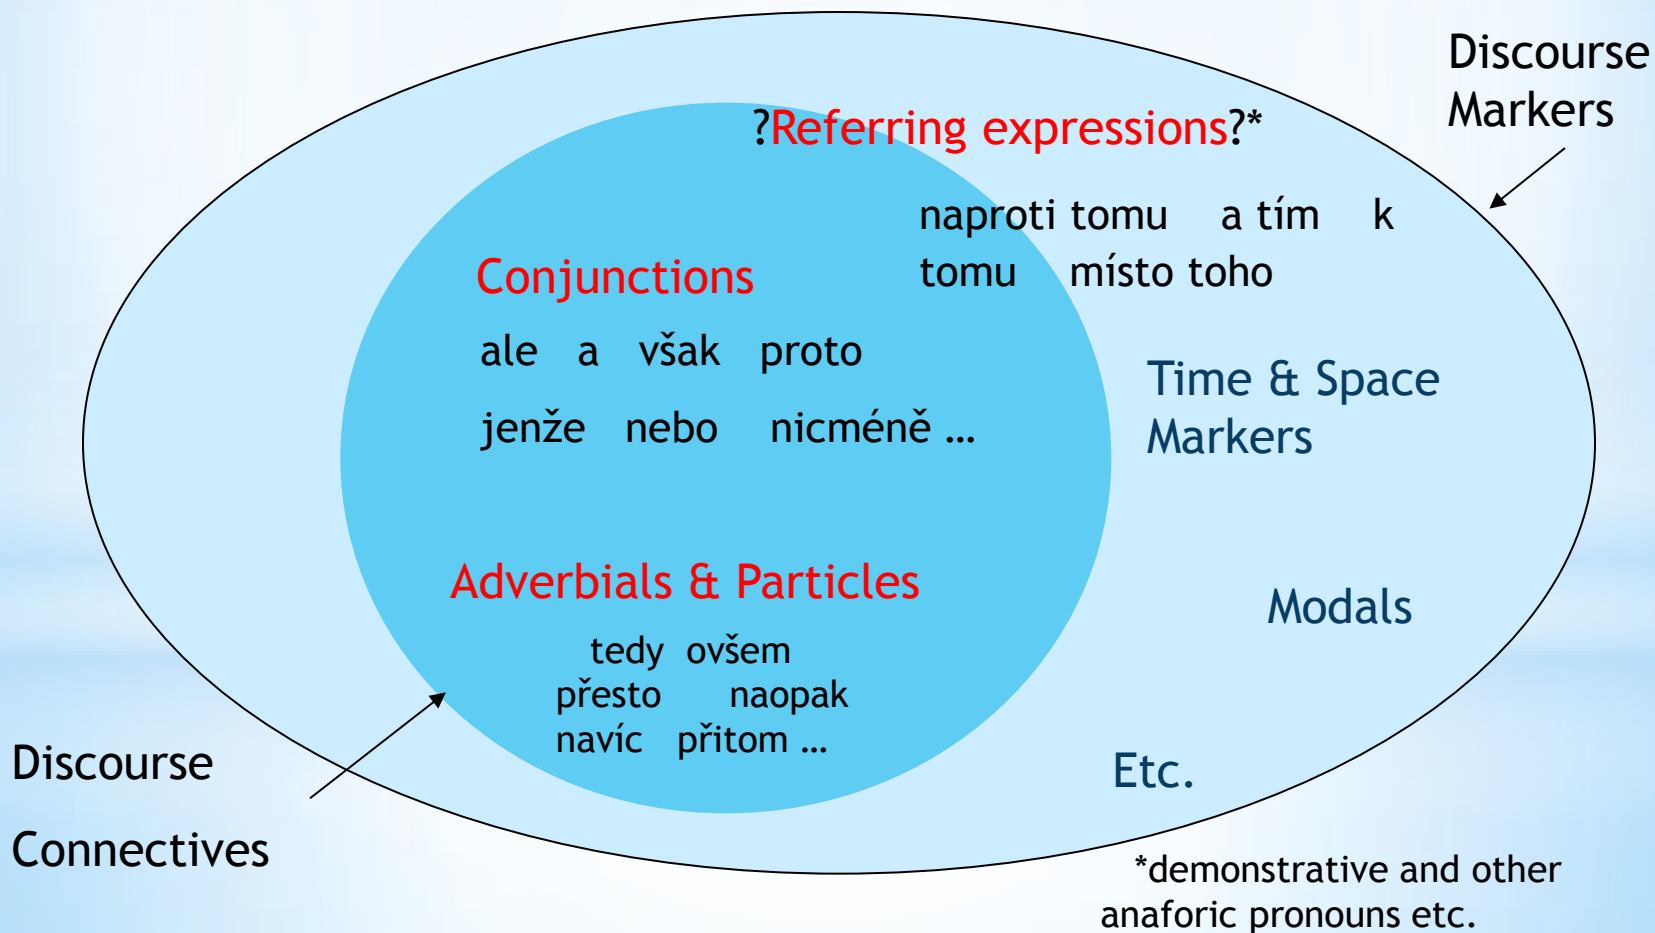 Discourse
Markers
?Referring expressions?*
naproti tomu a tím k
tomu místo toho
Conjunctions
ale a však proto
jenže nebo nicméně …
Time & Space
Markers
Adverbials & Particles
tedy ovšem
přesto naopak
navíc přitom …
Modals
Etc.
Discourse
Connectives
*demonstrative and other
anaforic pronouns etc.